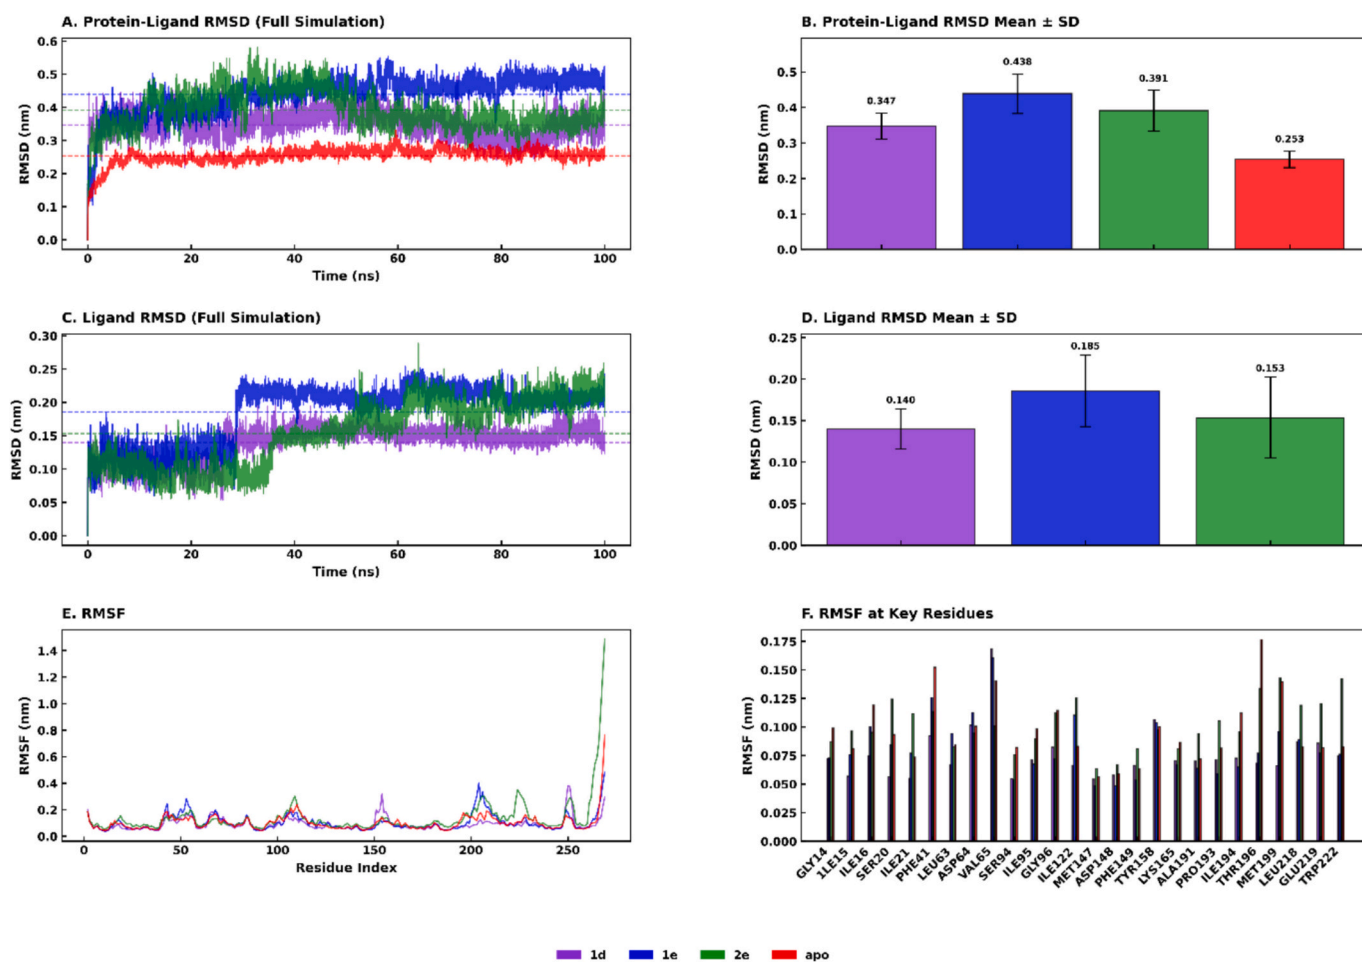 A. Protein-Ligand RMSD (Full Simulation)
RMSD (nm)
0.6
0.5
0.4
0.3
0.2
0.1
0.0
0 20 40 60 80 100
Time (ns)
B. Protein-Ligand RMSD Mean ± SD
RMSD (nm)
0.5
0.4
0.3
0.2
0.1
0.0
0.347
0.438
0.391
0.253
C. Ligand RMSD (Full Simulation)
RMSD (nm)
0.30
0.25
0.20
0.15
0.10
0.05
0.00
0 20 40 60 80 100
Time (ns)
D. Ligand RMSD Mean ± SD
RMSD (nm)
0.25
0.20
0.15
0.10
0.05
0.00
0.140
0.185
0.153
E. RMSF
RMSF (nm)
1.4
1.2
1.0
0.8
0.6
0.4
0.2
0.0
0 50 100 150 200 250
Residue Index
F. RMSF at Key Residues
RMSF (nm)
0.175
0.150
0.125
0.100
0.075
0.050
0.025
0.000
GLY14
1LE15
ILE16
SER20
ILE21
PHE41
LEU63
ASP64
VAL65
SER94
ILE95
GLY96
ILE122
MET147
ASP148
PHE149
TYR158
LYS165
ALA191
PRO193
ILE194
THR196
MET199
LEU218
GLU219
TRP222
1d 1e 2e apo